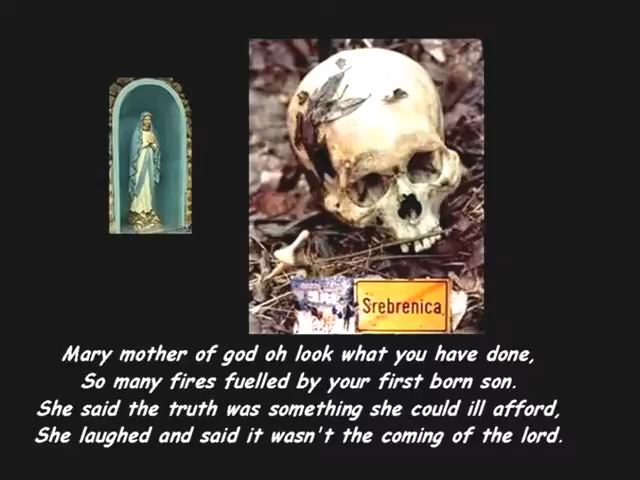 Srebrenica
Mary mother of god oh look what you have done,
So many fires fuelled by your first born son.
She said the truth was something she could ill afford,
She laughed and said it wasn't the coming of the lord.